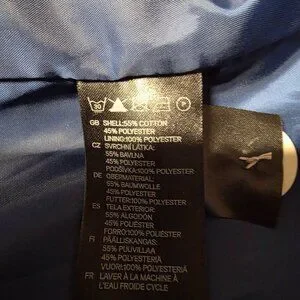 30
GB SHELL:55% COTTON
45% POLYESTER
LINING:100% POLYESTER
CZ SVRCHNÍ LÁTKA:
55% BAVLNA
45% POLYESTER
PODŠÍVKA:100% POLYESTER
DE OBERMATERIAL:
55% BAUMWOLLE
45% POLYESTER
FUTTER:100% POLYESTER
ES TELA EXTERIOR:
55% ALGODÓN
45% POLIÉSTER
FORRO:100% POLIÉSTER
FI PÄÄLLISKANGAS:
55% PUUVILLAA
45% POLYESTERIÄ
VUORI:100% POLYESTERIÄ
FR LAVER À LA MACHINE À
L'EAU FROIDE CYCLE